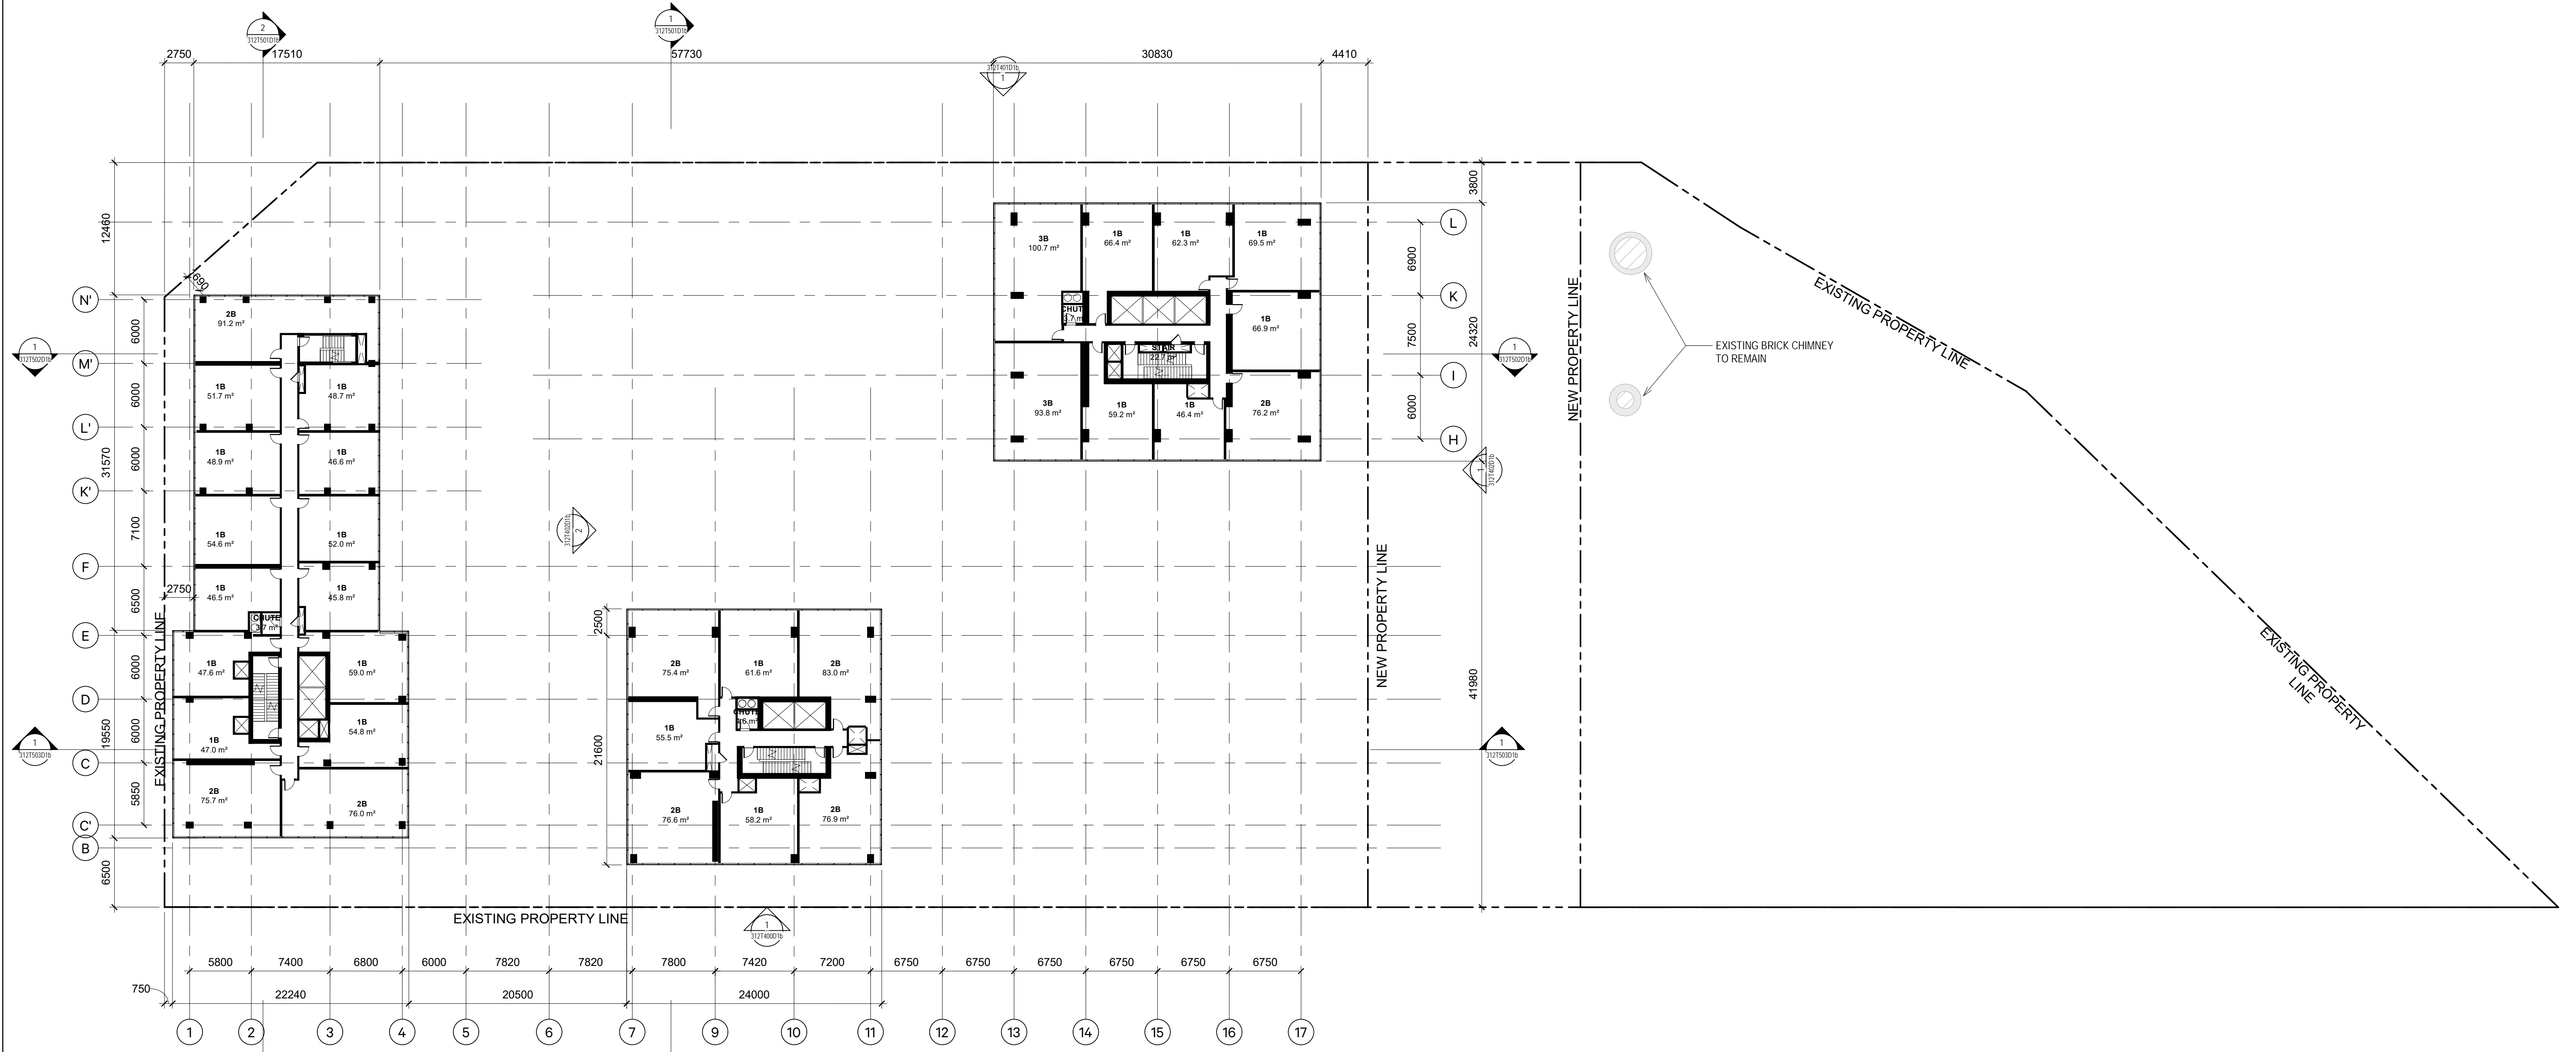 2
312T501D1b
1
312T501D1b
2750
17510
57730
312T401D1b
1
30830
4410
12460
690
3800
L
6900
K
7500
24320
I
6000
H
N'
6000
M'
6000
L'
31570
6000
K'
7100
F
2750
6500
E
6000
D
19550
6000
C
5850
C'
B
6500
1
312T502D1b
1
312T503D1b
2B
91.2 m²
1B
51.7 m²
1B
48.7 m²
1B
48.9 m²
1B
46.6 m²
1B
54.6 m²
1B
52.0 m²
1B
46.5 m²
1B
45.8 m²
CHUTE
3.7 m²
1B
47.6 m²
1B
59.0 m²
1B
47.0 m²
1B
54.8 m²
2B
75.7 m²
2B
76.0 m²
EXISTING PROPERTY LINE
312T402D1b
2
2500
21600
2B
75.4 m²
1B
61.6 m²
2B
83.0 m²
1B
55.5 m²
2B
76.6 m²
1B
58.2 m²
2B
76.9 m²
3B
100.7 m²
1B
66.4 m²
1B
62.3 m²
1B
69.5 m²
1B
66.9 m²
STAIR
3B
93.8 m²
1B
59.2 m²
1B
46.4 m²
2B
76.2 m²
1
312T502D1b
1
312T402D1b
41980
1
312T503D1b
NEW PROPERTY LINE
NEW PROPERTY LINE
EXISTING BRICK CHIMNEY
TO REMAIN
EXISTING PROPERTY LINE
EXISTING PROPERTY
LINE
EXISTING PROPERTY LINE
1
312T400D1b
5800
7400
6800
6000
7820
7820
7800
7420
7200
6750
6750
6750
6750
6750
6750
750
22240
20500
24000
1
2
3
4
5
6
7
9
10
11
12
13
14
15
16
17